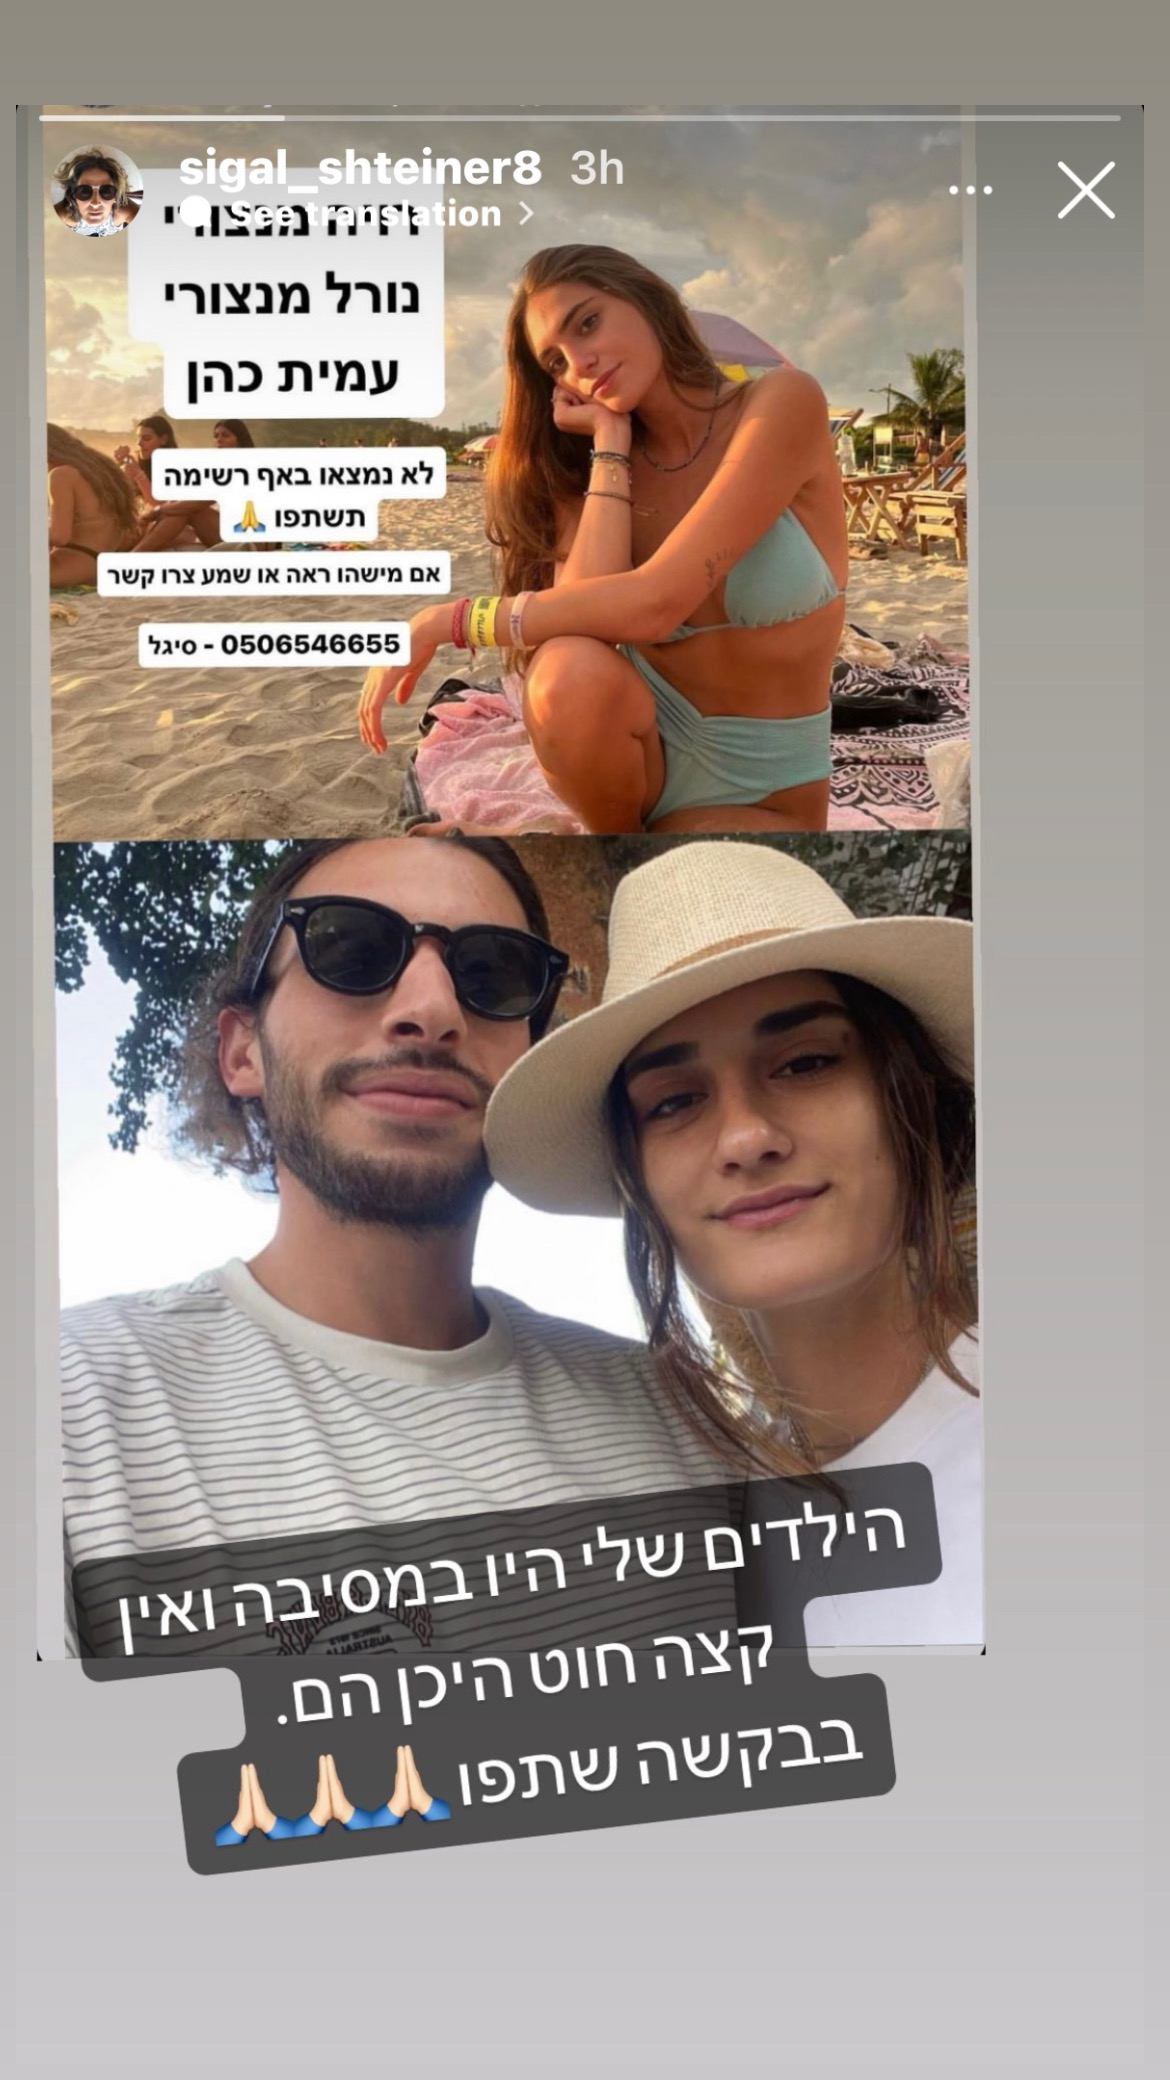 sigal_shteiner8 3h
See translation
מנצורי
נורל מנצורי
עמית כהן
לא נמצאו באף רשימה
תשתפו 🙏
אם מישהו ראה או שמע צרו קשר
0506546655 - סיגל
הילדים שלי היו במסיבה ואין
קצה חוט היכן הם.
בבקשה שתפו 🙏🏻🙏🏻🙏🏻